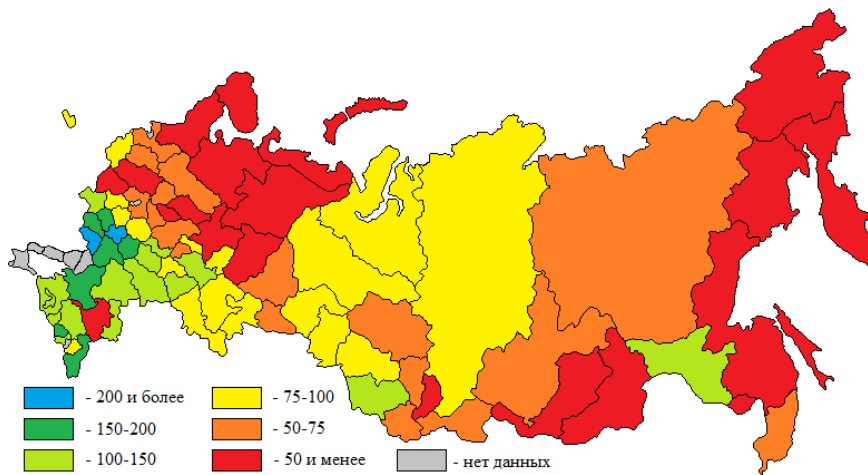 - 200 и более
- 150-200
- 100-150
- 75-100
- 50-75
- 50 и менее
- нет данных